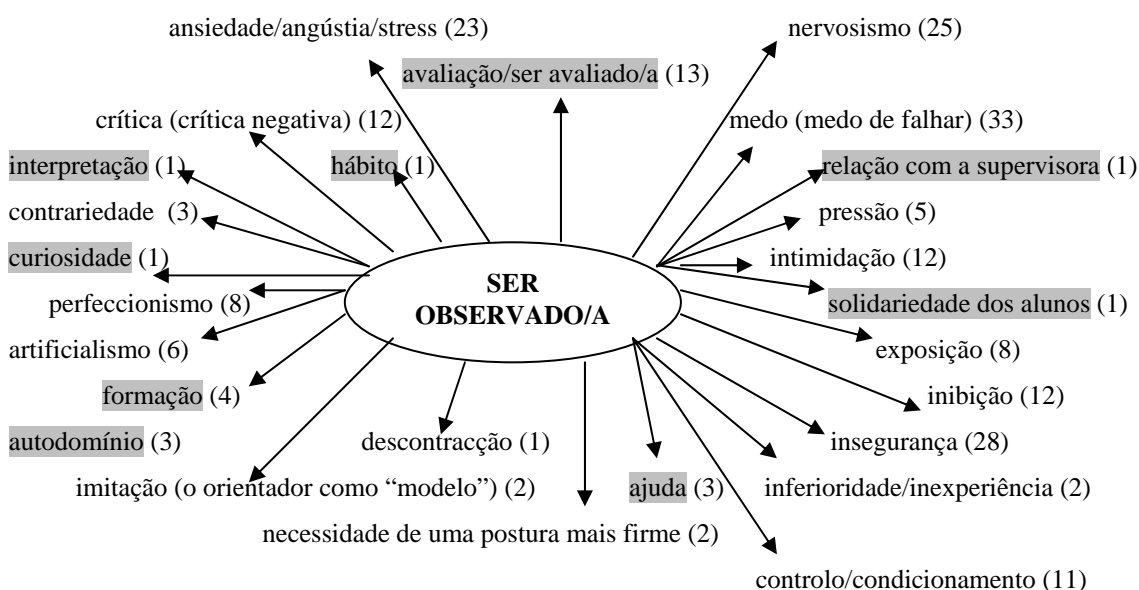 ansiedade/angústia/stress (23)
nervosismo (25)
avaliação/ser avaliado/a (13)
crítica (crítica negativa) (12)
medo (medo de falhar) (33)
interpretação (1)
hábito (1)
relação com a supervisora (1)
contrariedade (3)
pressão (5)
curiosidade (1)
intimidação (12)
SER
OBSERVADO/A
perfeccionismo (8)
solidariedade dos alunos (1)
artificialismo (6)
exposição (8)
formação (4)
inibição (12)
autodomínio (3)
descontracção (1)
insegurança (28)
imitação (o orientador como “modelo”) (2)
ajuda (3)
inferioridade/inexperiência (2)
necessidade de uma postura mais firme (2)
controlo/condicionamento (11)